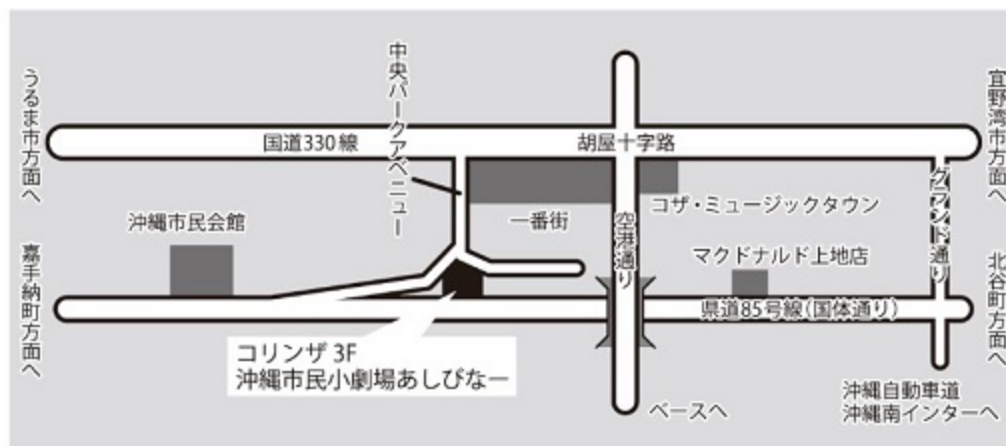 うるま市方面へ
中央パークアベニュー
宜野湾市方面へ
国道330線
胡屋十字路
一番街
コザ・ミュージックタウン
グランド通り
沖縄市民会館
空港通り
マクドナルド上地店
嘉手納町方面へ
北谷町方面へ
県道85号線(国体通り)
コリンザ 3F
沖縄市民小劇場あしびなー
ベースへ
沖縄自動車道
沖縄南インターへ